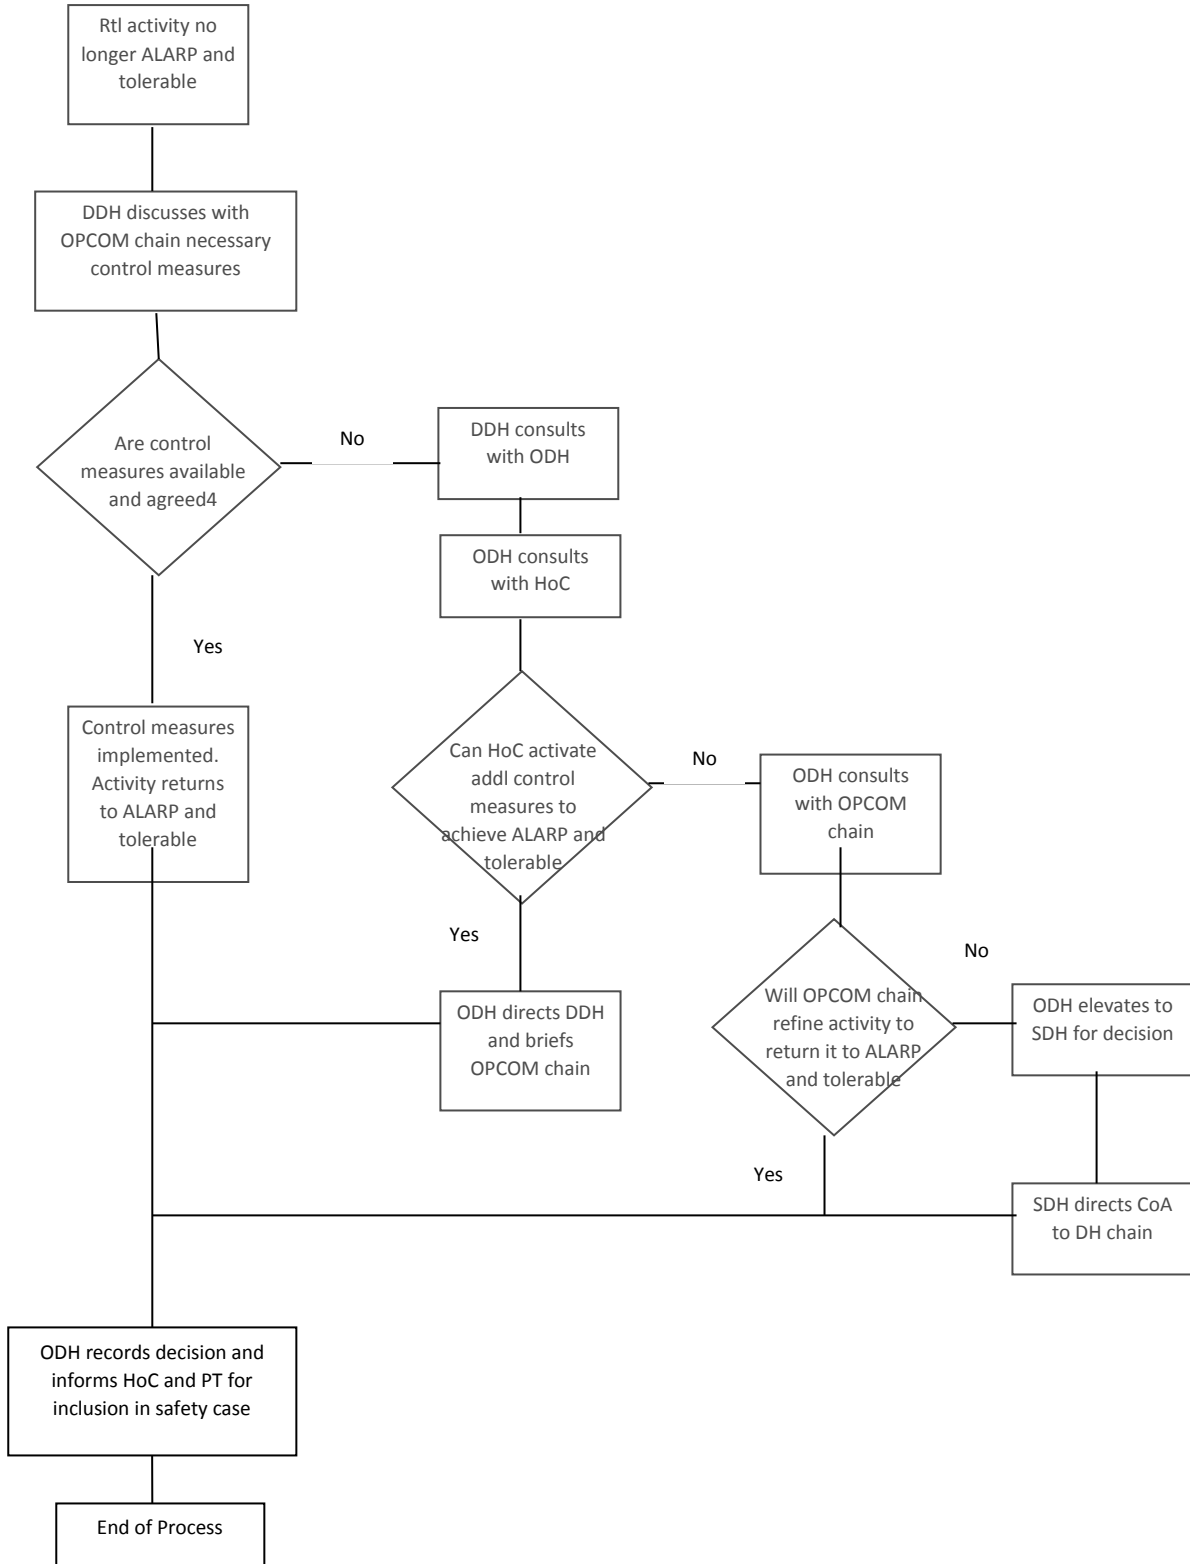 Rtl activity no
longer ALARP and
tolerable
DDH discusses with
OPCOM chain necessary
control measures
Are control
measures available
and agreed4
No
DDH consults
with ODH
ODH consults
with HoC
Yes
Control measures
implemented.
Activity returns
to ALARP and
tolerable
Can HoC activate
addl control
measures to
achieve ALARP and
tolerable
No
ODH consults
with OPCOM
chain
Yes
ODH directs DDH
and briefs
OPCOM chain
Will OPCOM chain
refine activity to
return it to ALARP
and tolerable
No
ODH elevates to
SDH for decision
Yes
SDH directs CoA
to DH chain
ODH records decision and
informs HoC and PT for
inclusion in safety case
End of Process